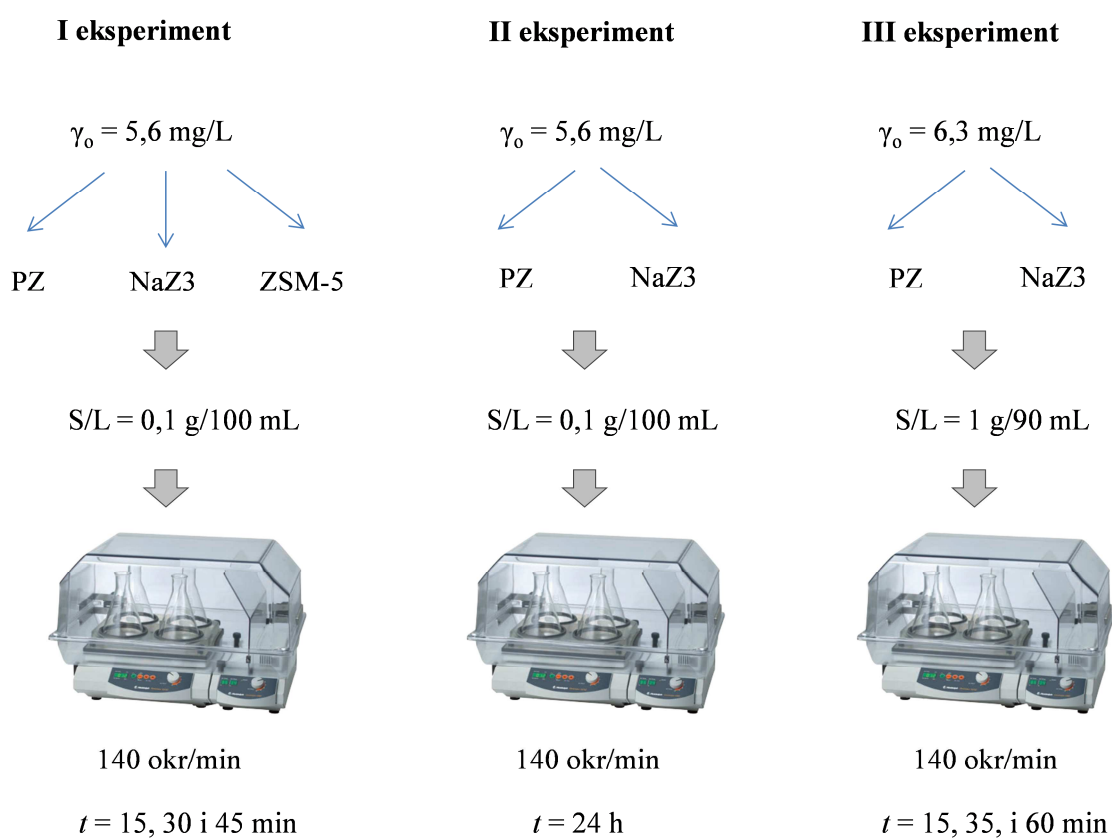 I eksperiment
γo = 5,6 mg/L
PZ NaZ3 ZSM-5
S/L = 0,1 g/100 mL
140 okr/min
t = 15, 30 i 45 min
II eksperiment
γo = 5,6 mg/L
PZ NaZ3
S/L = 0,1 g/100 mL
140 okr/min
t = 24 h
III eksperiment
γo = 6,3 mg/L
PZ NaZ3
S/L = 1 g/90 mL
140 okr/min
t = 15, 35, i 60 min